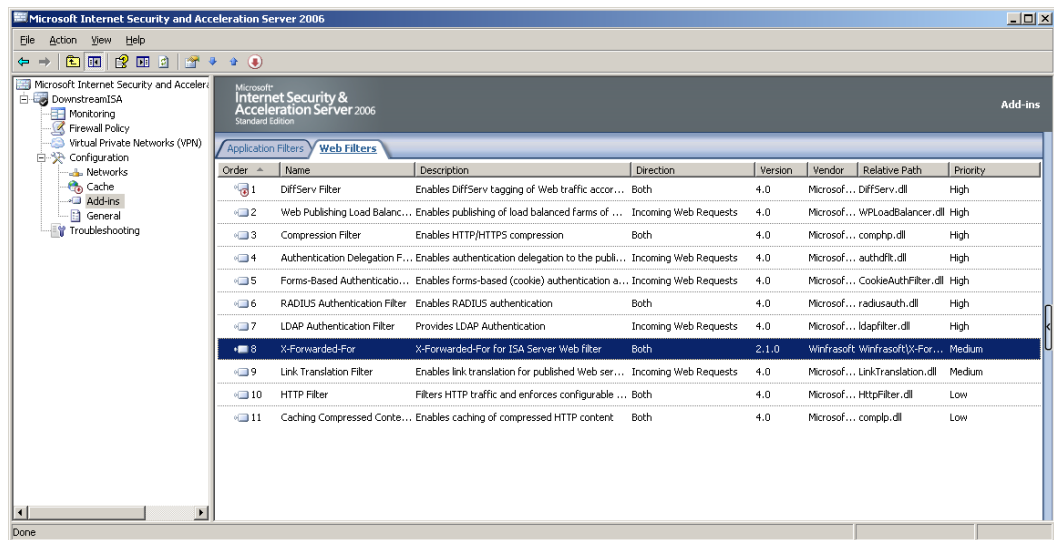 Microsoft Internet Security and Acceleration Server 2006
File Action View Help
Microsoft Internet Security and Acceler
DownstreamISA
Monitoring
Firewall Policy
Virtual Private Networks (VPN)
Configuration
Networks
Cache
Add-ins
General
Troubleshooting
Microsoft
Internet Security &
Acceleration Server 2006
Standard Edition
Add-ins
Application Filters Web Filters
Order Name Description Direction Version Vendor Relative Path Priority
1 DiffServ Filter Enables DiffServ tagging of Web traffic accor... Both 4.0 Microsof... DiffServ.dll High
2 Web Publishing Load Balanc... Enables publishing of load balanced farms of ... Incoming Web Requests 4.0 Microsof... WPLoadBalancer.dll High
3 Compression Filter Enables HTTP/HTTPS compression Both 4.0 Microsof... comphp.dll High
4 Authentication Delegation F... Enables authentication delegation to the publi... Incoming Web Requests 4.0 Microsof... authdflt.dll High
5 Forms-Based Authenticatio... Enables forms-based (cookie) authentication a... Incoming Web Requests 4.0 Microsof... CookieAuthFilter.dll High
6 RADIUS Authentication Filter Enables RADIUS authentication Both 4.0 Microsof... radiusauth.dll High
7 LDAP Authentication Filter Provides LDAP Authentication Incoming Web Requests 4.0 Microsof... ldapfilter.dll High
8 X-Forwarded-For X-Forwarded-For for ISA Server Web filter Both 2.1.0 Winfrasoft Winfrasoft\X-For... Medium
9 Link Translation Filter Enables link translation for published Web ser... Incoming Web Requests 4.0 Microsof... LinkTranslation.dll Medium
10 HTTP Filter Filters HTTP traffic and enforces configurable ... Both 4.0 Microsof... HttpFilter.dll Low
11 Caching Compressed Conte... Enables caching of compressed HTTP content Both 4.0 Microsof... complp.dll Low
Done